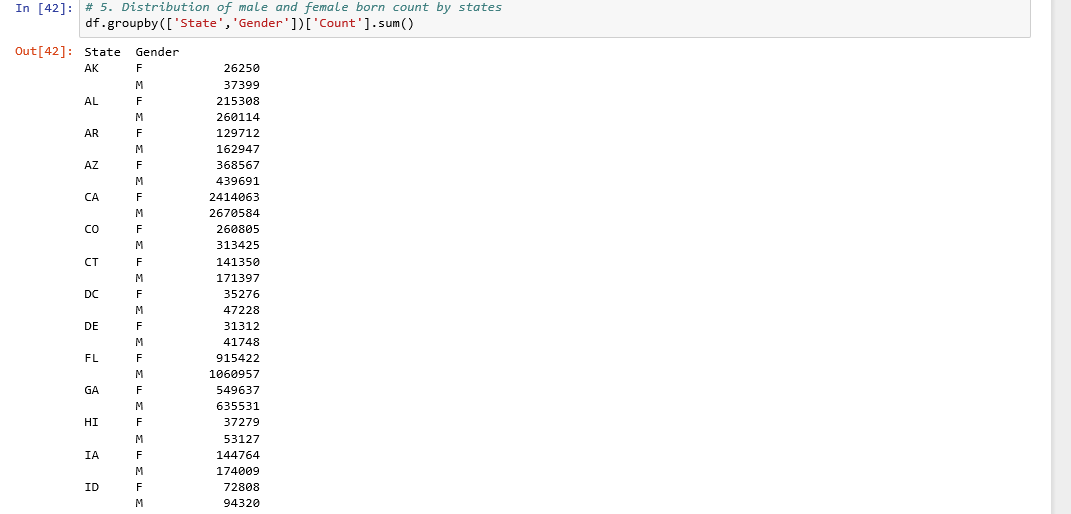 In [42]: # 5. Distribution of male and female born count by states
df.groupby(['State','Gender'])['Count'].sum()
Out[42]: State Gender
AK F 26250
M 37399
AL F 215308
M 260114
AR F 129712
M 162947
AZ F 368567
M 439691
CA F 2414063
M 2670584
CO F 260805
M 313425
CT F 141350
M 171397
DC F 35276
M 47228
DE F 31312
M 41748
FL F 915422
M 1060957
GA F 549637
M 635531
HI F 37279
M 53127
IA F 144764
M 174009
ID F 72808
M 94320